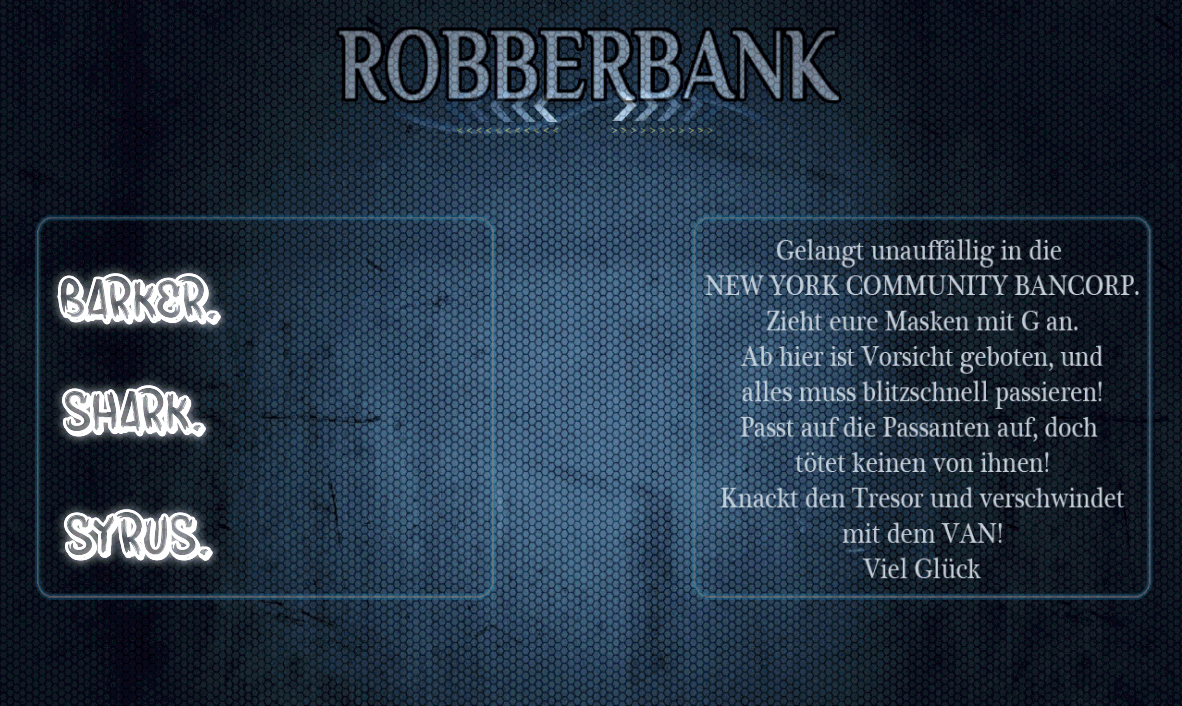 ROBBERBANK
BARKER.
SHARK.
SYRUS.
Gelangt unauffällig in die
NEW YORK COMMUNITY BANCORP.
Zieht eure Masken mit G an.
Ab hier ist Vorsicht geboten, und
alles muss blitzschnell passieren!
Passt auf die Passanten auf, doch
tötet keinen von ihnen!
Knackt den Tresor und verschwindet
mit dem VAN!
Viel Glück